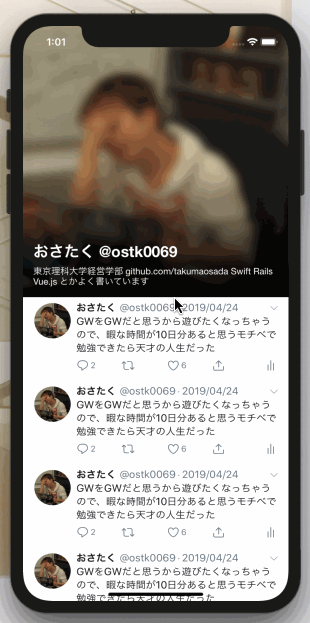 1:01
おさたく @ostk0069
東京理科大学経営学部 github.com/takumaosada Swift Rails
Vue.js とかよく書いています
おさたく @ostk0069 · 2019/04/24
GWをGWだと思うから遊びたくなっちゃう
ので、暇な時間が10日分あると思うモチベで
勉強できたら天才の人生だった
2 6
おさたく @ostk0069 · 2019/04/24
GWをGWだと思うから遊びたくなっちゃう
ので、暇な時間が10日分あると思うモチベで
勉強できたら天才の人生だった
2 6
おさたく @ostk0069 · 2019/04/24
GWをGWだと思うから遊びたくなっちゃう
ので、暇な時間が10日分あると思うモチベで
勉強できたら天才の人生だった
2 6
おさたく @ostk0069 · 2019/04/24
GWをGWだと思うから遊びたくなっちゃう
ので、暇な時間が10日分あると思うモチベで
勉強できたら天才の人生だった